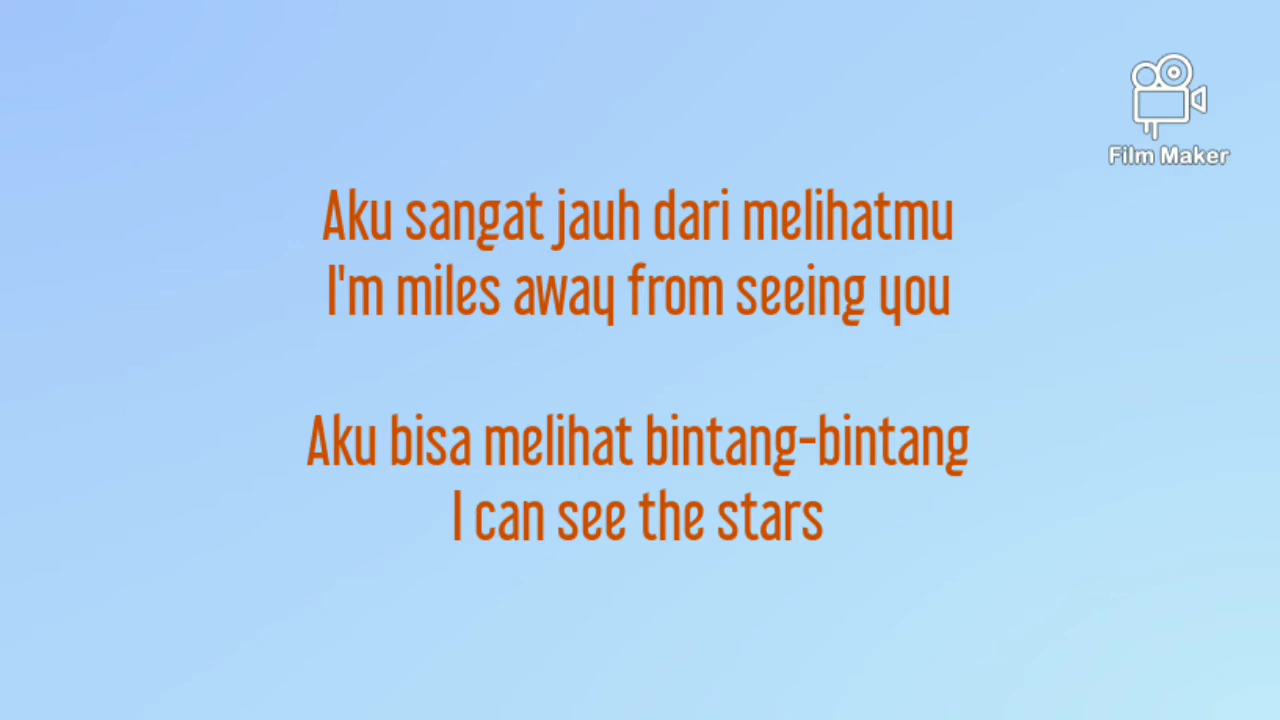 Film Maker
Aku sangat jauh dari melihatmu
I'm miles away from seeing you
Aku bisa melihat bintang-bintang
I can see the stars